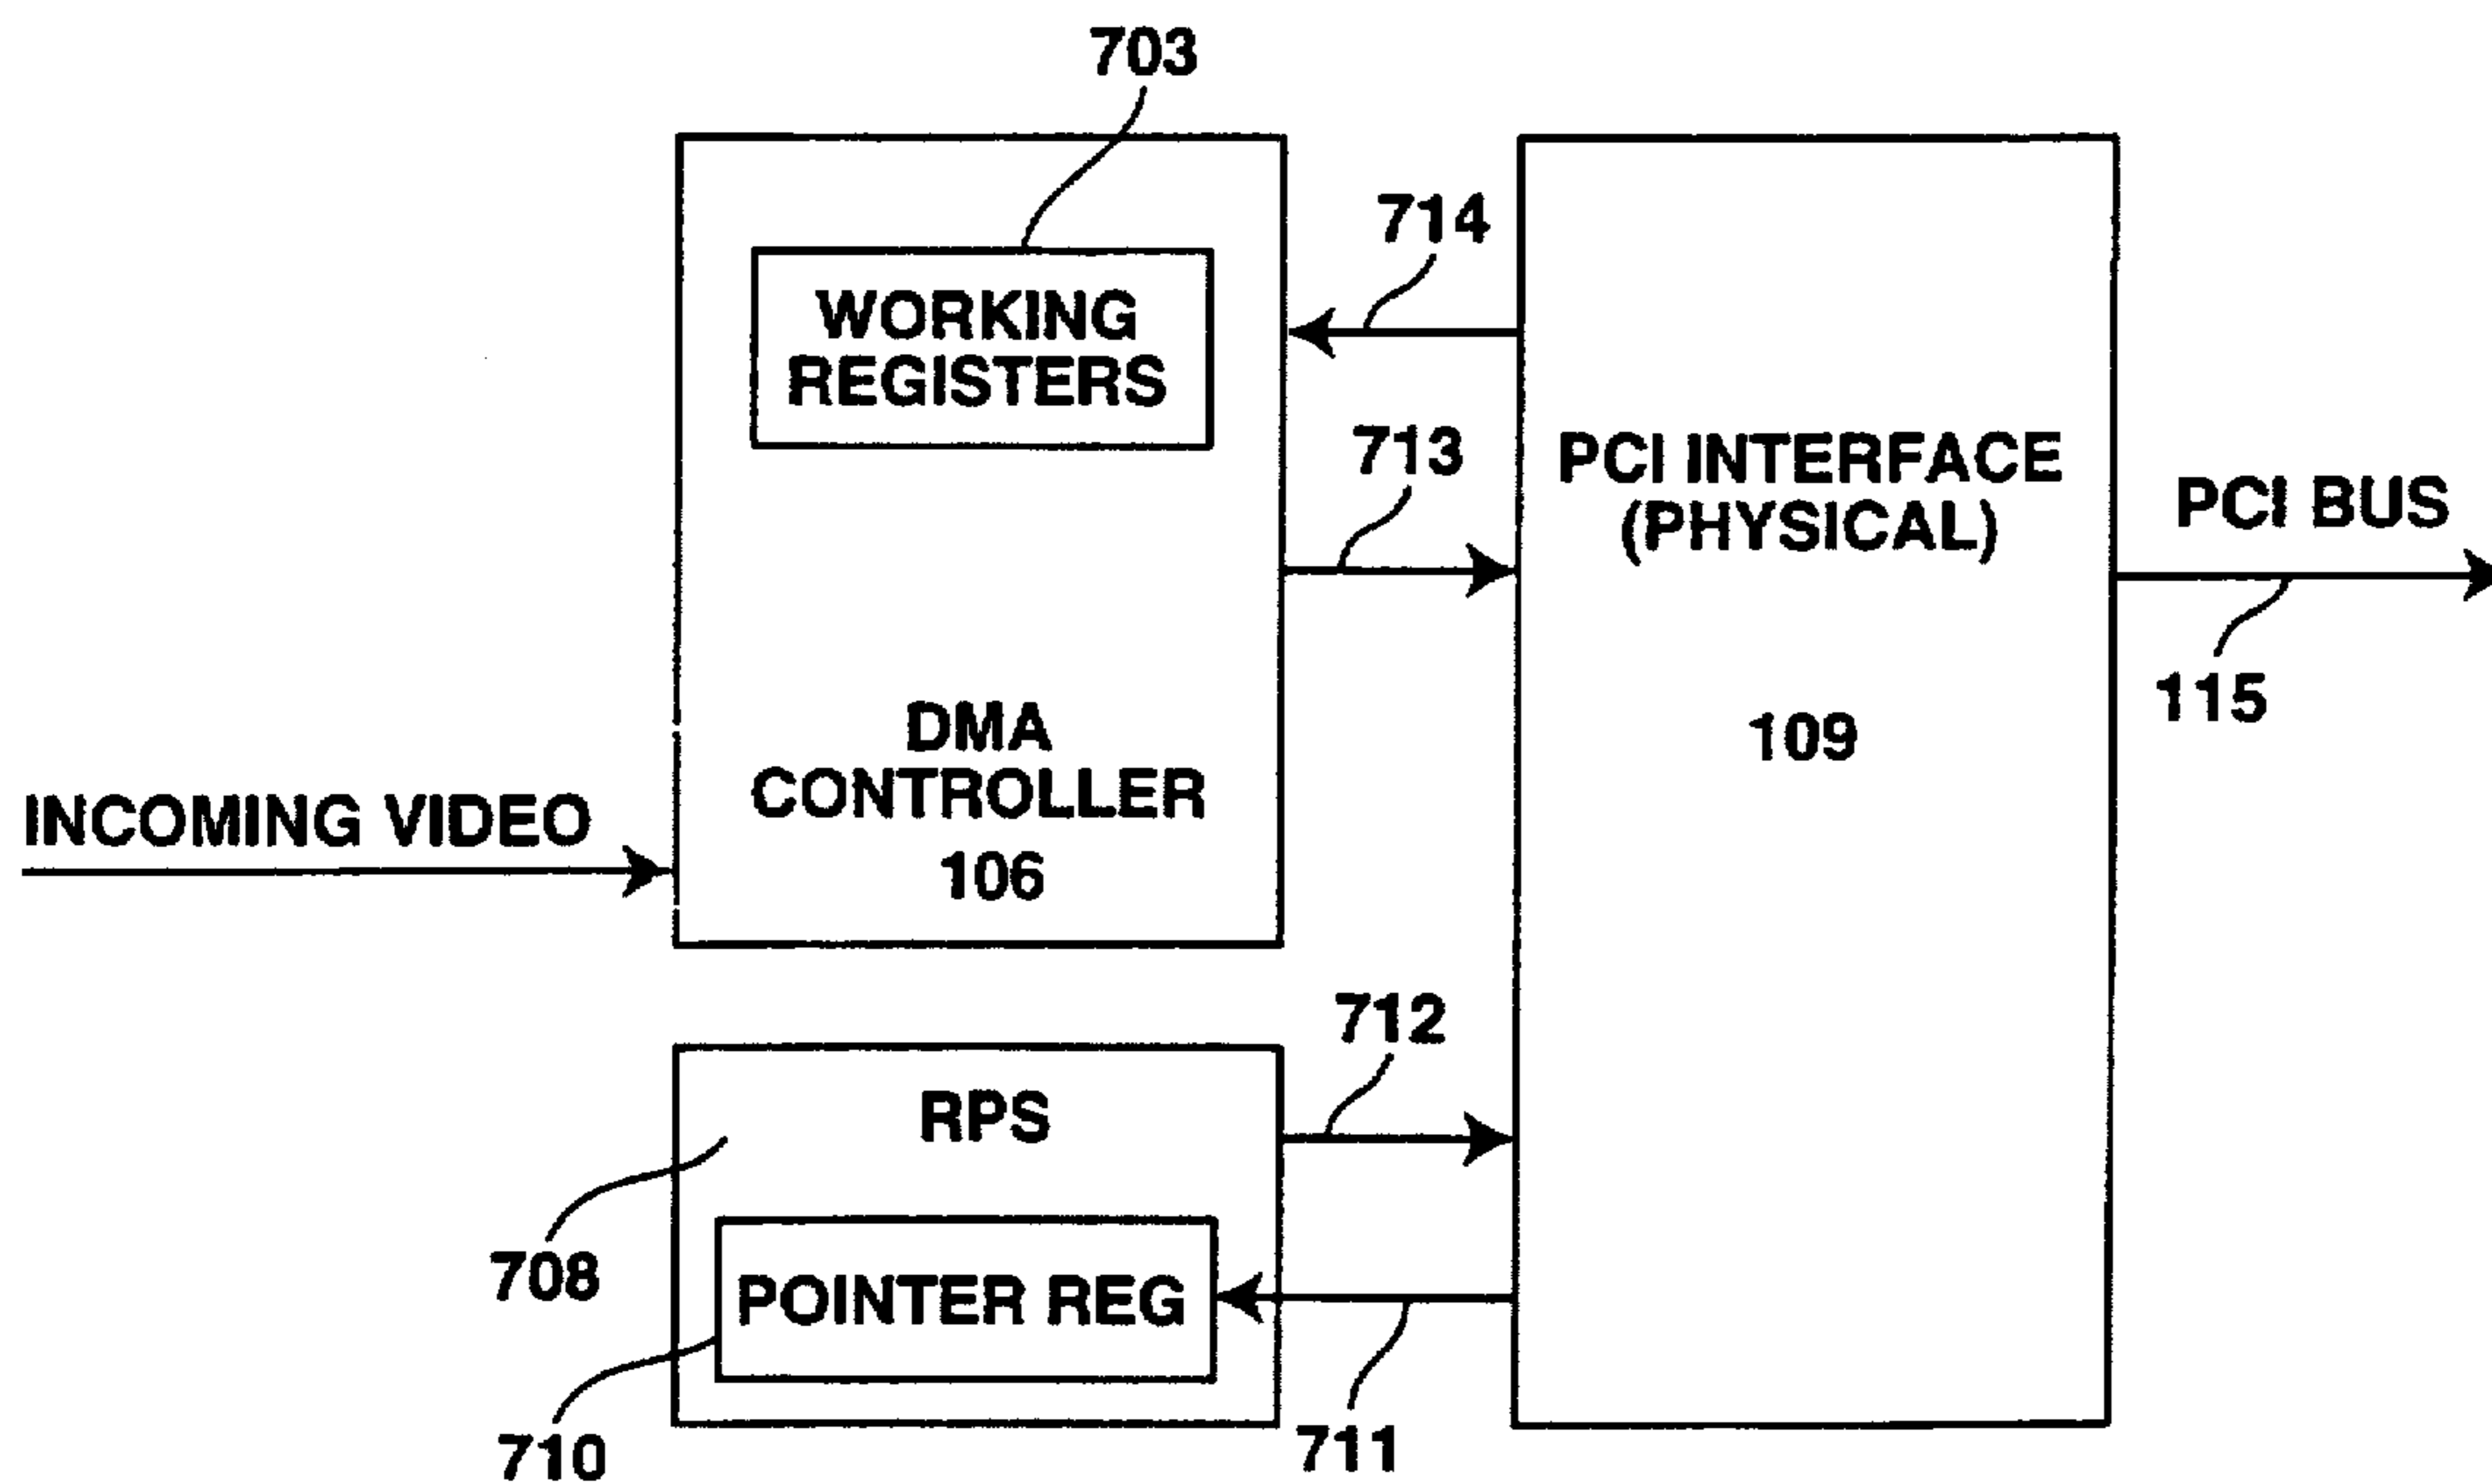 703
714
WORKING
REGISTERS
713
PCI INTERFACE
(PHYSICAL)
PCI BUS
115
109
DMA
CONTROLLER
106
INCOMING VIDEO
712
RPS
708
POINTER REG
710
711